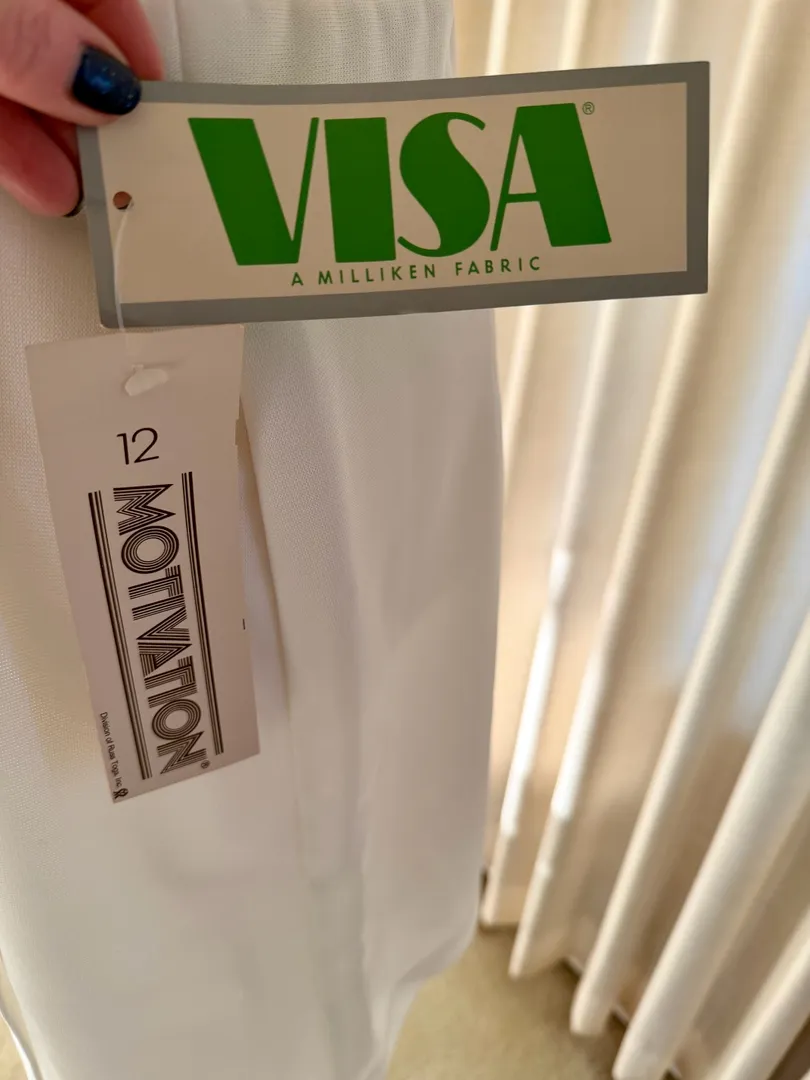 VISA®
A MILLIKEN FABRIC
12
MOTIVATION®
Division of Russ Togs, Inc.